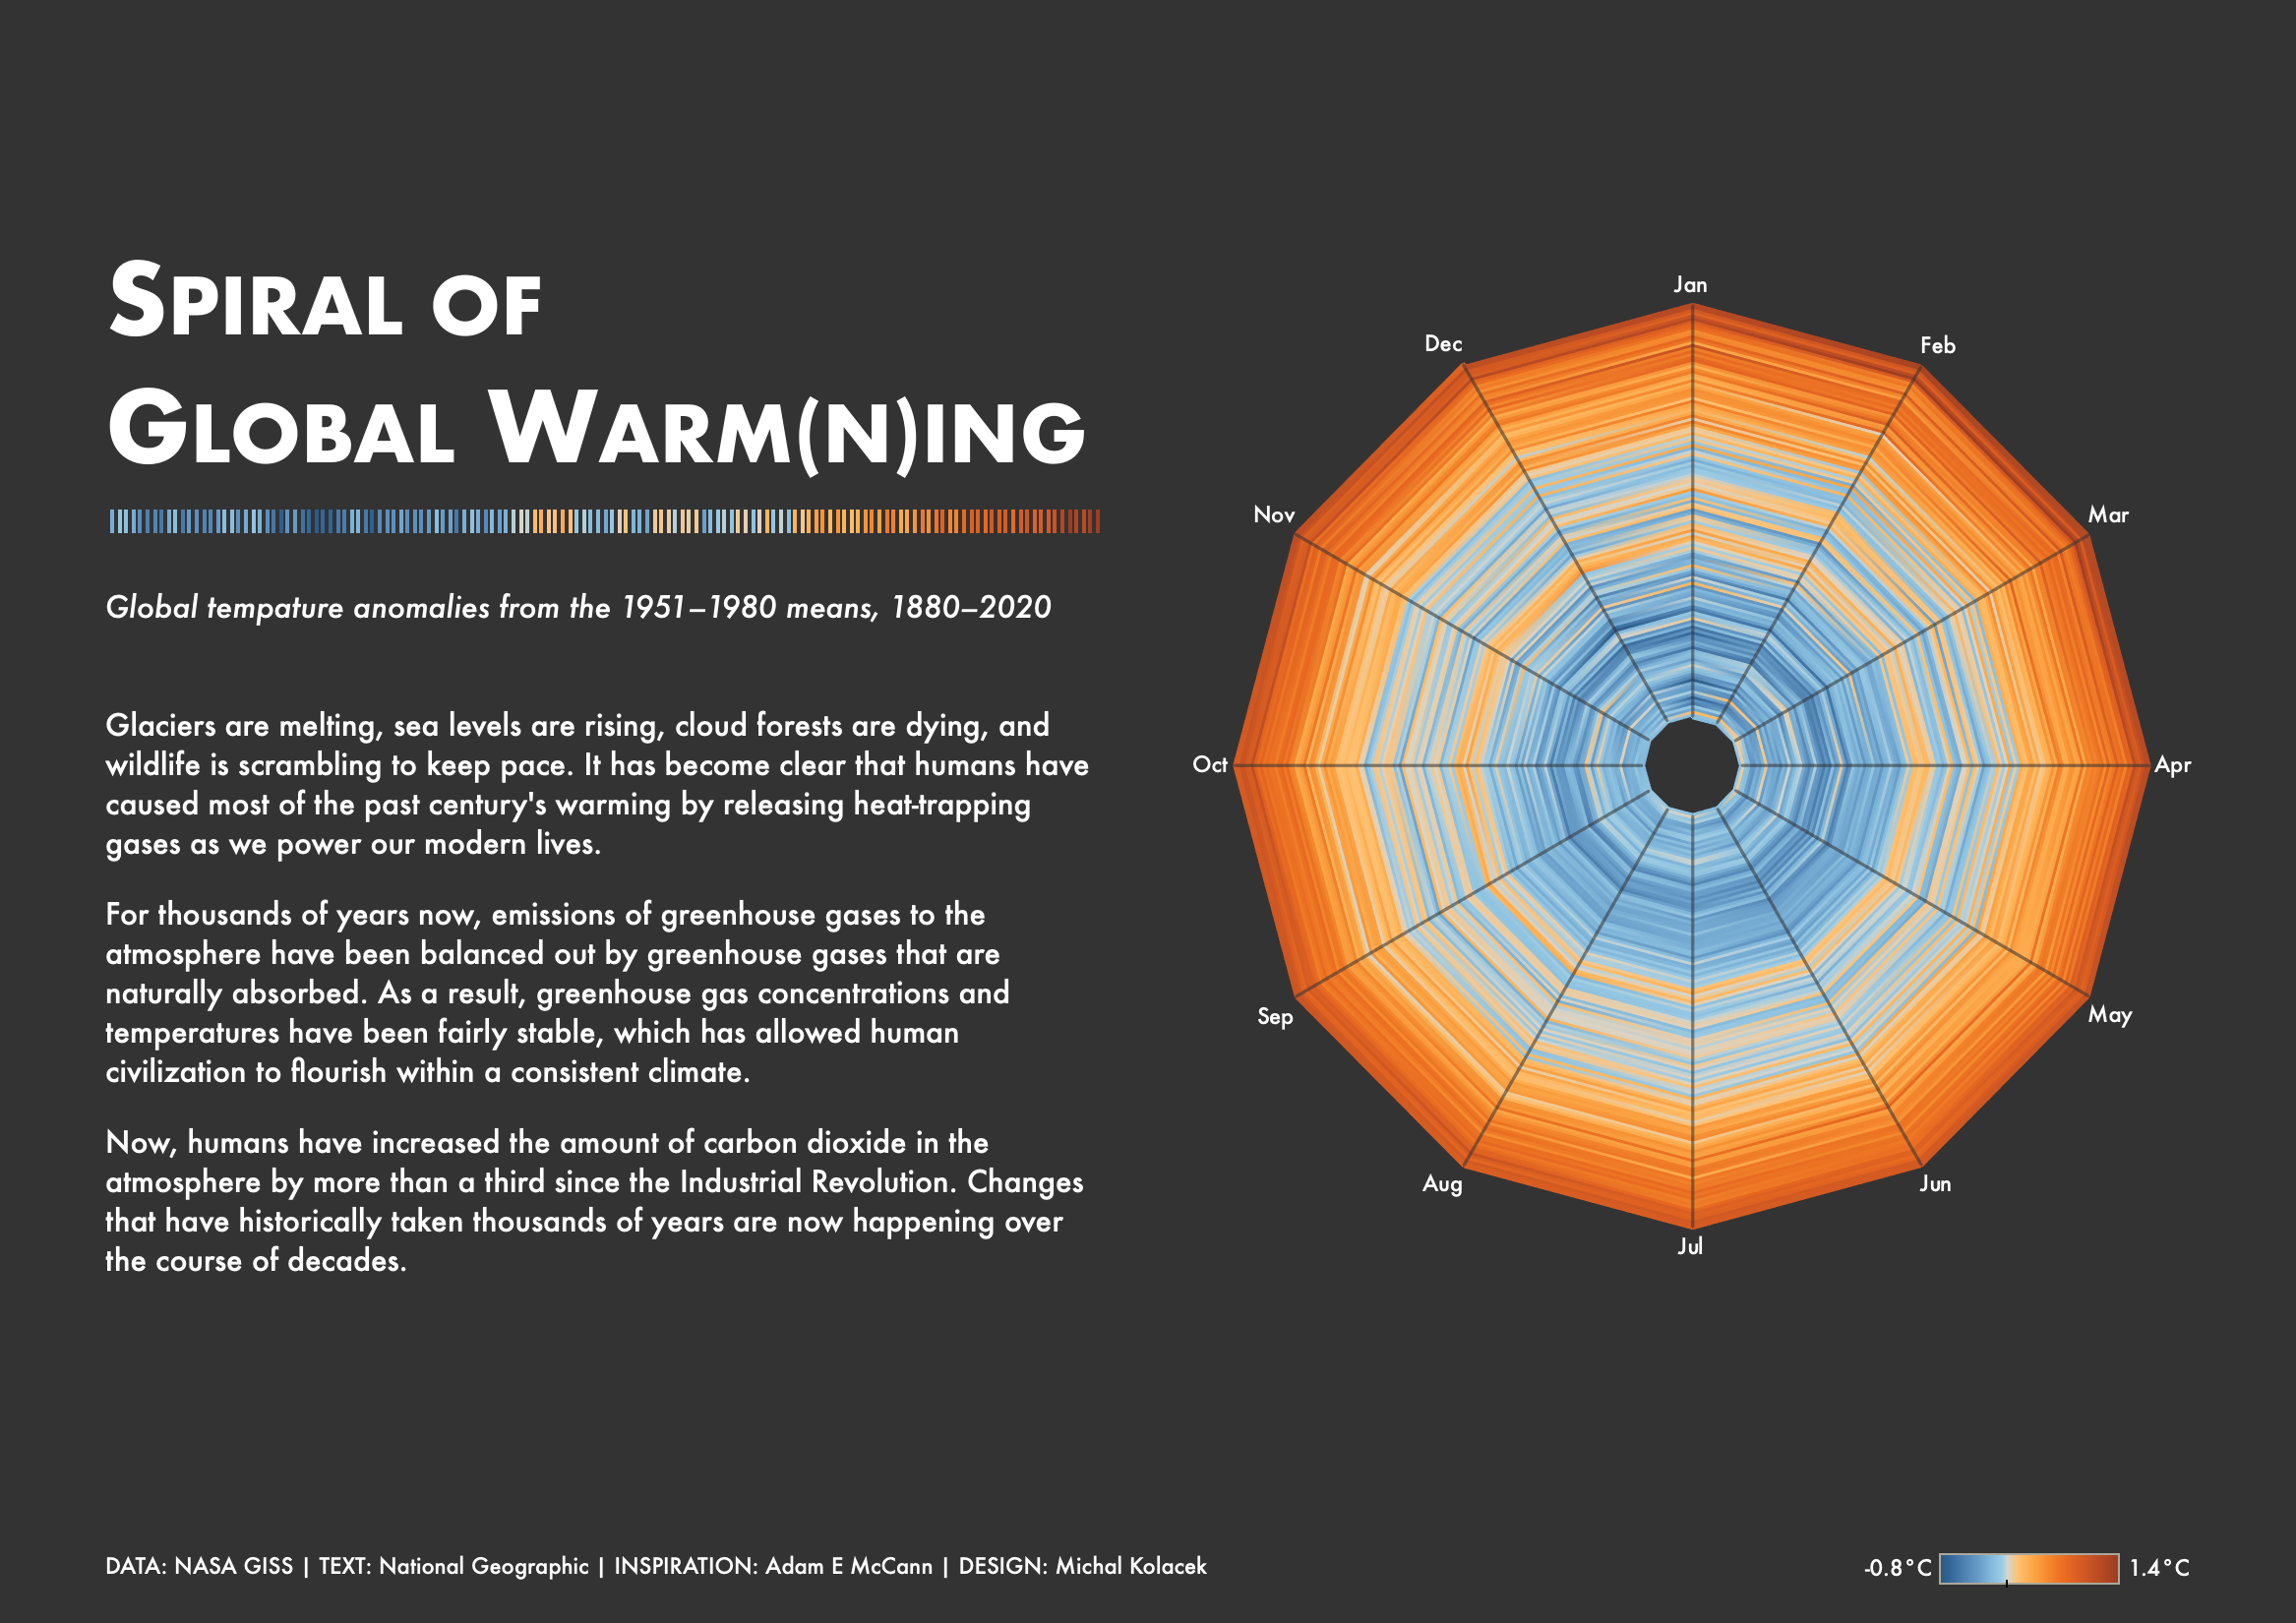 SPIRAL OF
GLOBAL WARM(N)ING
Global tempature anomalies from the 1951–1980 means, 1880–2020
Glaciers are melting, sea levels are rising, cloud forests are dying, and
wildlife is scrambling to keep pace. It has become clear that humans have
caused most of the past century's warming by releasing heat-trapping
gases as we power our modern lives.
For thousands of years now, emissions of greenhouse gases to the
atmosphere have been balanced out by greenhouse gases that are
naturally absorbed. As a result, greenhouse gas concentrations and
temperatures have been fairly stable, which has allowed human
civilization to flourish within a consistent climate.
Now, humans have increased the amount of carbon dioxide in the
atmosphere by more than a third since the Industrial Revolution. Changes
that have historically taken thousands of years are now happening over
the course of decades.
Jan
Feb
Mar
Apr
May
Jun
Jul
Aug
Sep
Oct
Nov
Dec
DATA: NASA GISS | TEXT: National Geographic | INSPIRATION: Adam E McCann | DESIGN: Michal Kolacek
-0.8°C 1.4°C